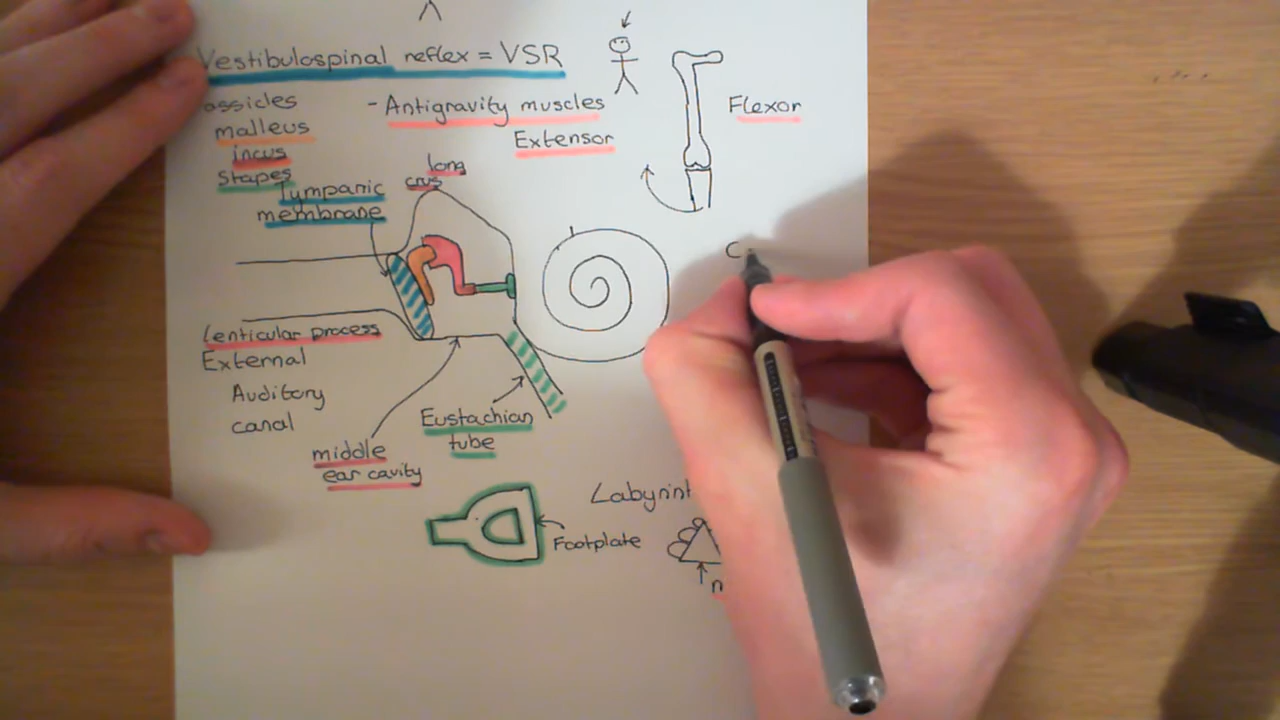 Vestibulospinal reflex = VSR
ossicles
malleus
incus
stapes
- Antigravity muscles
Extensor
Flexor
long
crus
Tympanic
membrane
lenticular process
External
Auditory
canal
middle
ear cavity
Eustachian
tube
Footplate
Labyrint
C